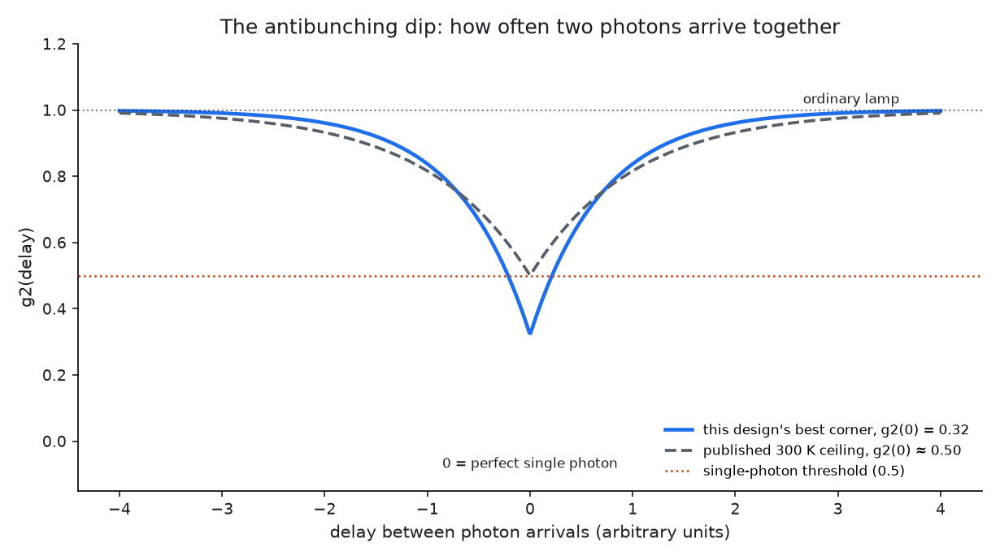 The antibunching dip: how often two photons arrive together
1.2
1.0
0.8
0.6
0.4
0.2
0.0
g2(delay)
ordinary lamp
0 = perfect single photon
this design's best corner, g2(0) = 0.32
published 300 K ceiling, g2(0) ≈ 0.50
single-photon threshold (0.5)
−4 −3 −2 −1 0 1 2 3 4
delay between photon arrivals (arbitrary units)